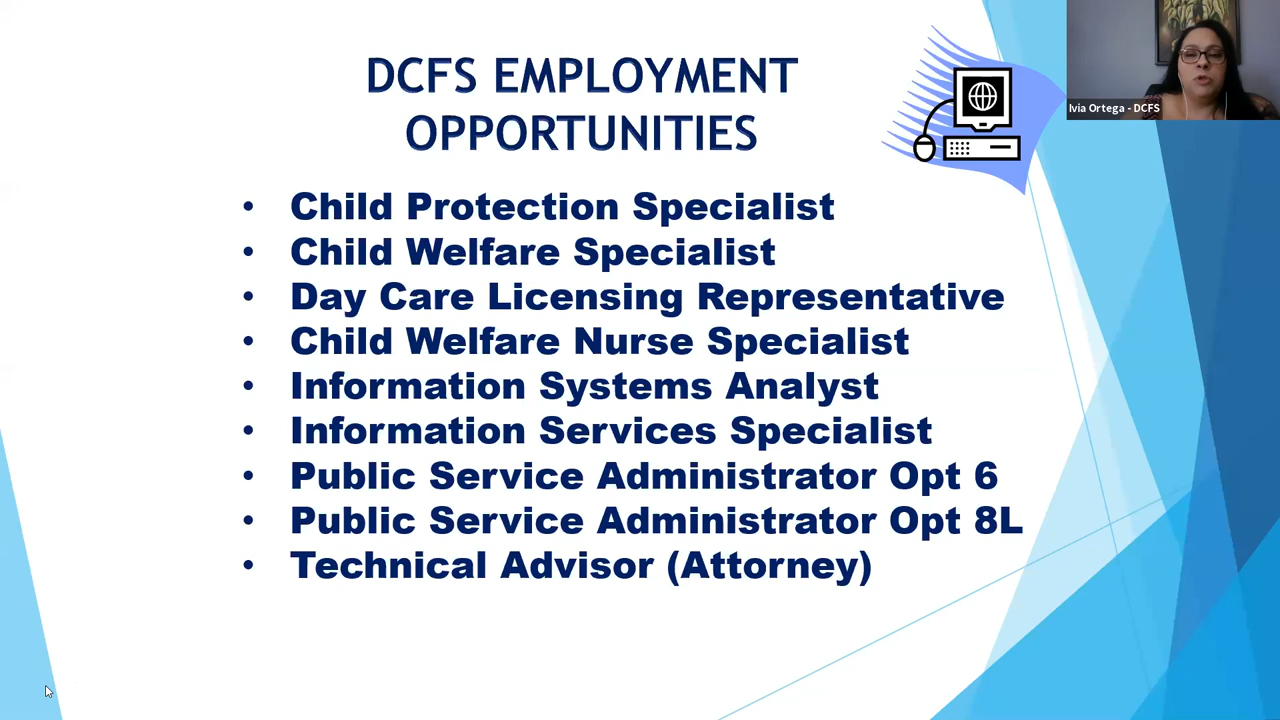 DCFS EMPLOYMENT
OPPORTUNITIES
Ivia Ortega - DCFS
• Child Protection Specialist
• Child Welfare Specialist
• Day Care Licensing Representative
• Child Welfare Nurse Specialist
• Information Systems Analyst
• Information Services Specialist
• Public Service Administrator Opt 6
• Public Service Administrator Opt 8L
• Technical Advisor (Attorney)